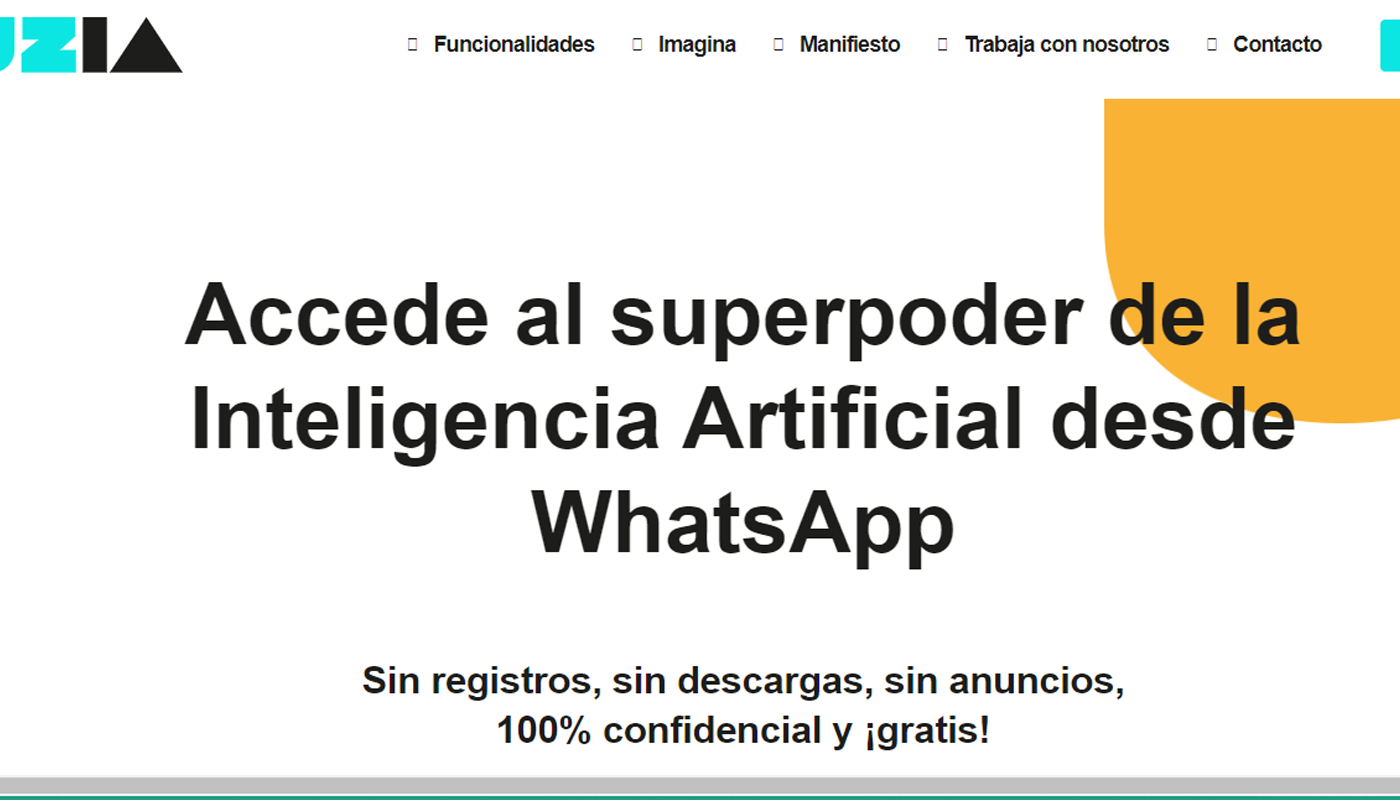 UZIA
Funcionalidades Imagina Manifiesto Trabaja con nosotros Contacto
Accede al superpoder de la
Inteligencia Artificial desde
WhatsApp
Sin registros, sin descargas, sin anuncios,
100% confidencial y ¡gratis!